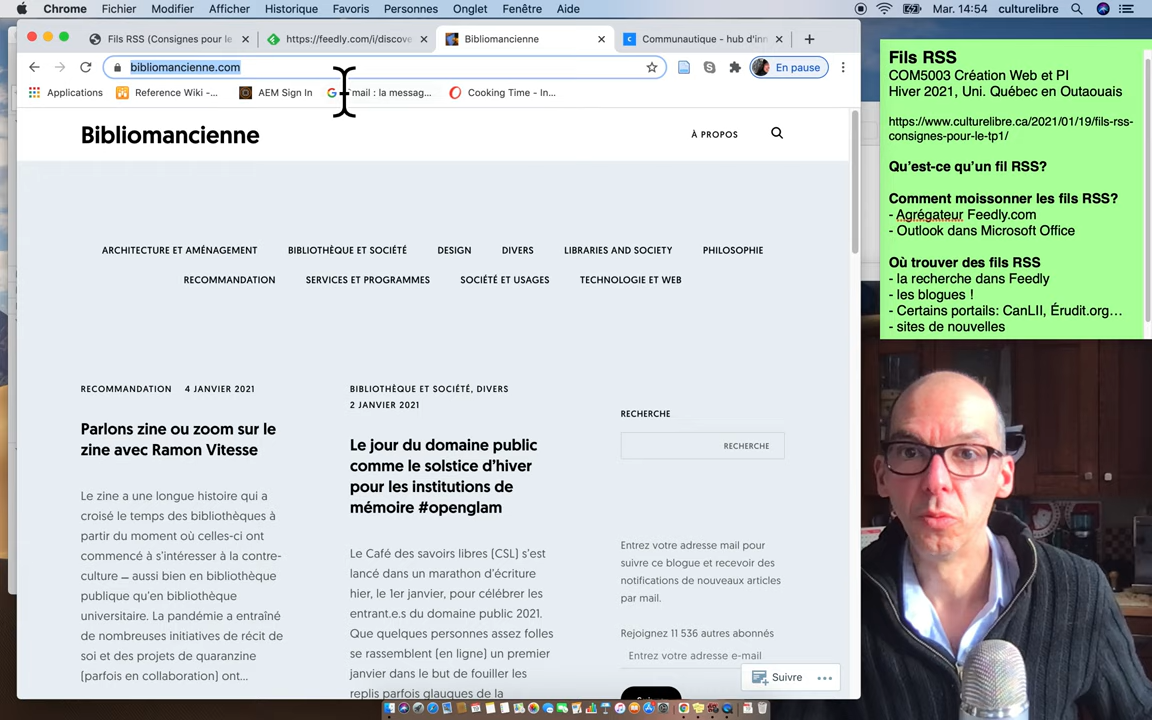 Chrome Fichier Modifier Afficher Historique Favoris Personnes Onglet Fenêtre Aide Mar. 14:54 culturelibre
Fils RSS (Consignes pour le
https://feedly.com/i/discove
Bibliomancienne
Communautique - hub d'inn
bibliomancienne.com
En pause
Applications
Reference Wiki -...
AEM Sign In
mail : la messag...
Cooking Time - In...
Bibliomancienne
À PROPOS
ARCHITECTURE ET AMÉNAGEMENT BIBLIOTHÈQUE ET SOCIÉTÉ DESIGN DIVERS LIBRARIES AND SOCIETY PHILOSOPHIE
RECOMMANDATION SERVICES ET PROGRAMMES SOCIÉTÉ ET USAGES TECHNOLOGIE ET WEB
RECOMMANDATION 4 JANVIER 2021
Parlons zine ou zoom sur le
zine avec Ramon Vitesse
Le zine a une longue histoire qui a
croisé le temps des bibliothèques à
partir du moment où celles-ci ont
commencé à s'intéresser à la contre-
culture — aussi bien en bibliothèque
publique qu'en bibliothèque
universitaire. La pandémie a entraîné
de nombreuses initiatives de récit de
soi et des projets de quaranzine
(parfois en collaboration) ont...
BIBLIOTHÈQUE ET SOCIÉTÉ, DIVERS
2 JANVIER 2021
Le jour du domaine public
comme le solstice d'hiver
pour les institutions de
mémoire #openglam
Le Café des savoirs libres (CSL) s'est
lancé dans un marathon d'écriture
hier, le 1er janvier, pour célébrer les
entrant.e.s du domaine public 2021.
Que quelques personnes assez folles
se rassemblent (en ligne) un premier
janvier dans le but de fouiller les
replis parfois glauques de la
RECHERCHE
RECHERCHE
Entrez votre adresse mail pour
suivre ce blogue et recevoir des
notifications de nouveaux articles
par mail.
Rejoignez 11 536 autres abonnés
Entrez votre adresse e-mail
Suivre
Fils RSS
COM5003 Création Web et PI
Hiver 2021, Uni. Québec en Outaouais
https://www.culturelibre.ca/2021/01/19/fils-rss-
consignes-pour-le-tp1/
Qu'est-ce qu'un fil RSS?
Comment moissonner les fils RSS?
- Agrégateur Feedly.com
- Outlook dans Microsoft Office
Où trouver des fils RSS
- la recherche dans Feedly
- les blogues !
- Certains portails: CanLII, Érudit.org…
- sites de nouvelles